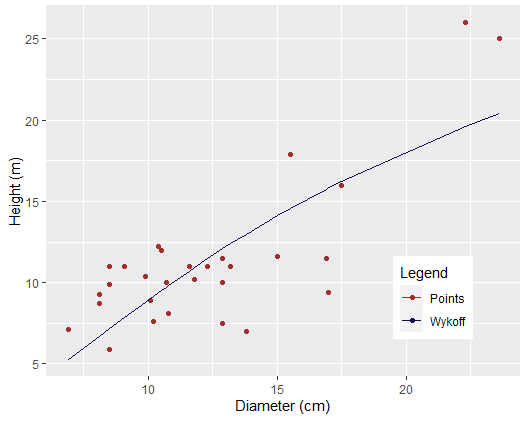 25
20
15
10
5
Height (m)
10 15 20
Diameter (cm)
Legend
Points
Wykoff